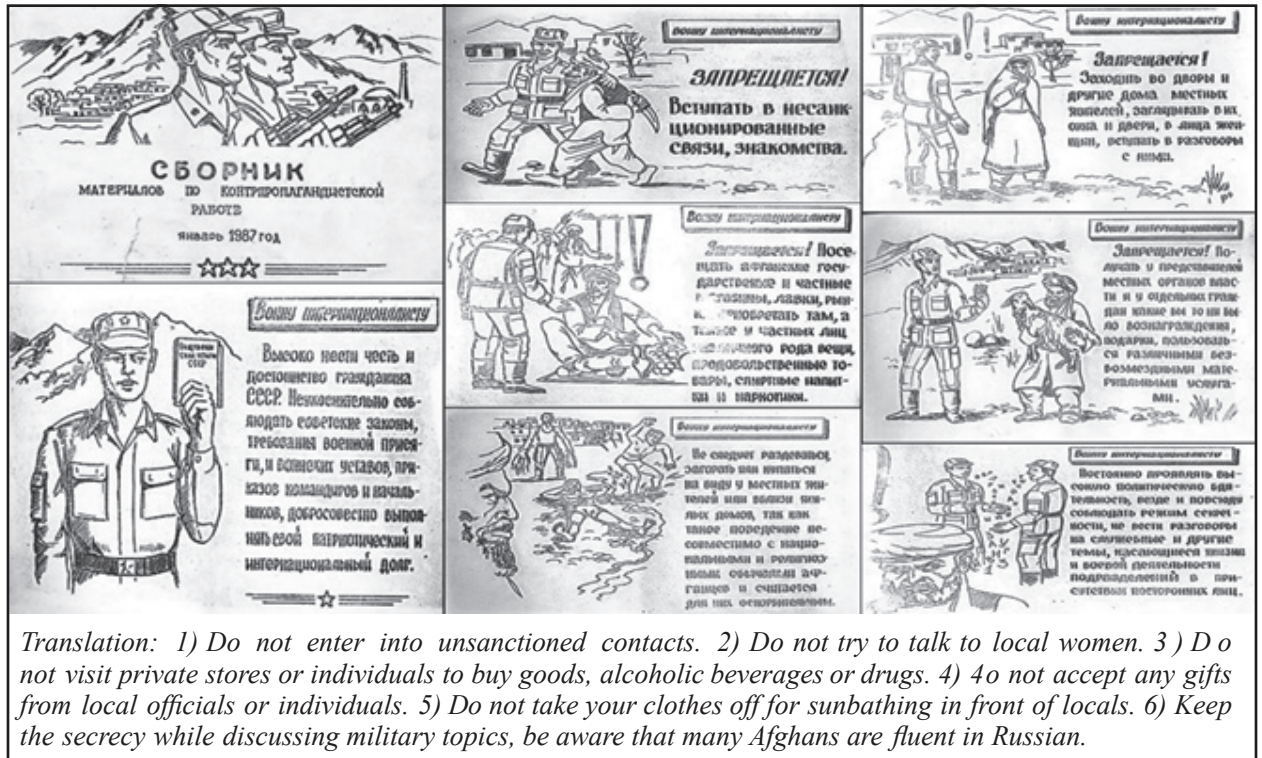 СБОРНИК
МАТЕРИАЛОВ ПО КОНТРПРОПАГАНДИСТСКОЙ
РАБОТЕ
январь 1987 год
Воину интернационалисту
Высоко нести честь и
достоинство гражданина
СССР. Неукоснительно соб-
людать советские законы,
требования военной прися-
ги, и воинских уставов, при-
казов командиров и началь-
ников, добросовестно выпол-
нять свой патриотический и
интернациональный долг.
Воину интернационалисту
ЗАПРЕЩАЕТСЯ!
Вступать в несанк-
ционированные
связи, знакомства.
Воину интернационалисту
Запрещается! Посе-
щать афганские госу-
дарственные и частные
магазины, лавки, рын-
там, а
также у частных лиц
рода вещи,
продовольственные то-
вары, спиртные напит-
ки и наркотики.
Воину интернационалисту
Не следует раздеваться,
загорать или купаться
на виду у местных жи-
телей или вблизи жи-
лых домов, так как
такое поведение не-
совместимо с нацио-
нальными и религиоз-
ными обычаями аф-
ганцев и считается
для них оскорбительным.
Воину интернационалисту
Запрещается!
Заходить во дворы и
другие дома местных
жителей, заглядывать в их
окна и двери, в лица жен-
щин, вступать в разговоры
с ними.
Воину интернационалисту
Запрещается! По-
лучать у представителей
местных органов влас-
ти и у отдельных граж-
дан какие бы то ни бы-
ло вознаграждения,
подарки, пользовать-
ся различными без-
возмездными мате-
риальными услуга-
ми.
Воину интернационалисту
Постоянно проявлять вы-
сокую политическую бди-
тельность, везде и повсюду
соблюдать режим секрет-
ности, не вести разговоры
на служебные и другие
темы, касающиеся жизни
и боевой деятельности
подразделений в при-
сутствии посторонних лиц.
Translation: 1) Do not enter into unsanctioned contacts. 2) Do not try to talk to local women. 3 ) D o
not visit private stores or individuals to buy goods, alcoholic beverages or drugs. 4) 4o not accept any gifts
from local officials or individuals. 5) Do not take your clothes off for sunbathing in front of locals. 6) Keep
the secrecy while discussing military topics, be aware that many Afghans are fluent in Russian.